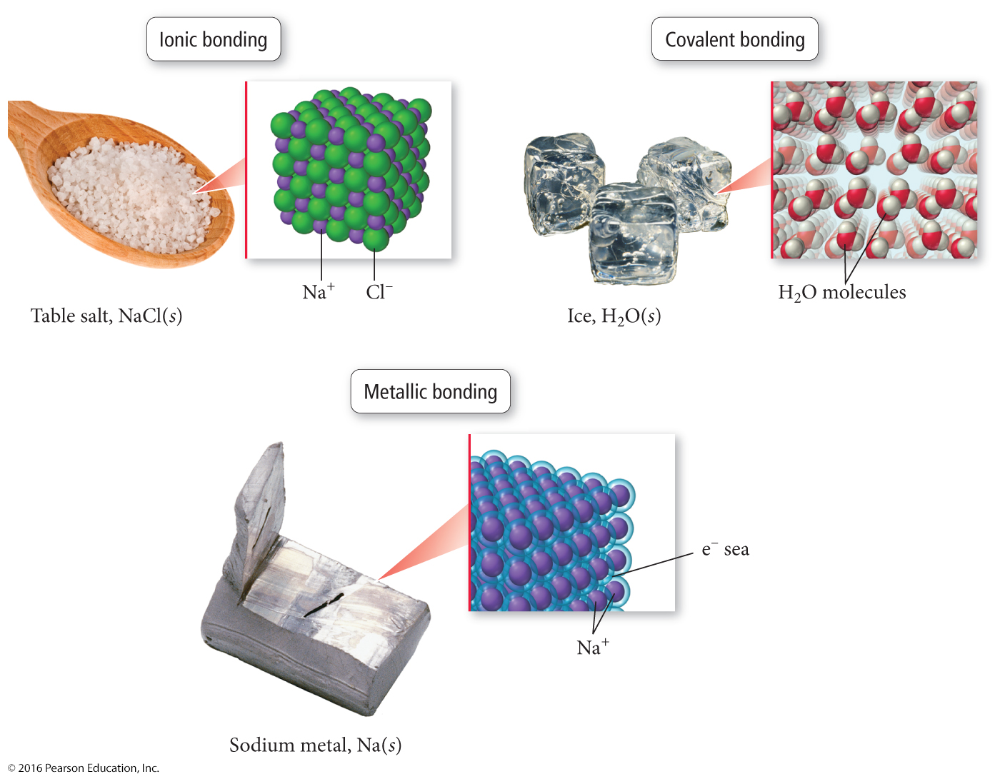 Ionic bonding
Covalent bonding
Na⁺
Cl⁻
H₂O molecules
Table salt, NaCl(s)
Ice, H₂O(s)
Metallic bonding
e⁻ sea
Na⁺
Sodium metal, Na(s)
© 2016 Pearson Education, Inc.